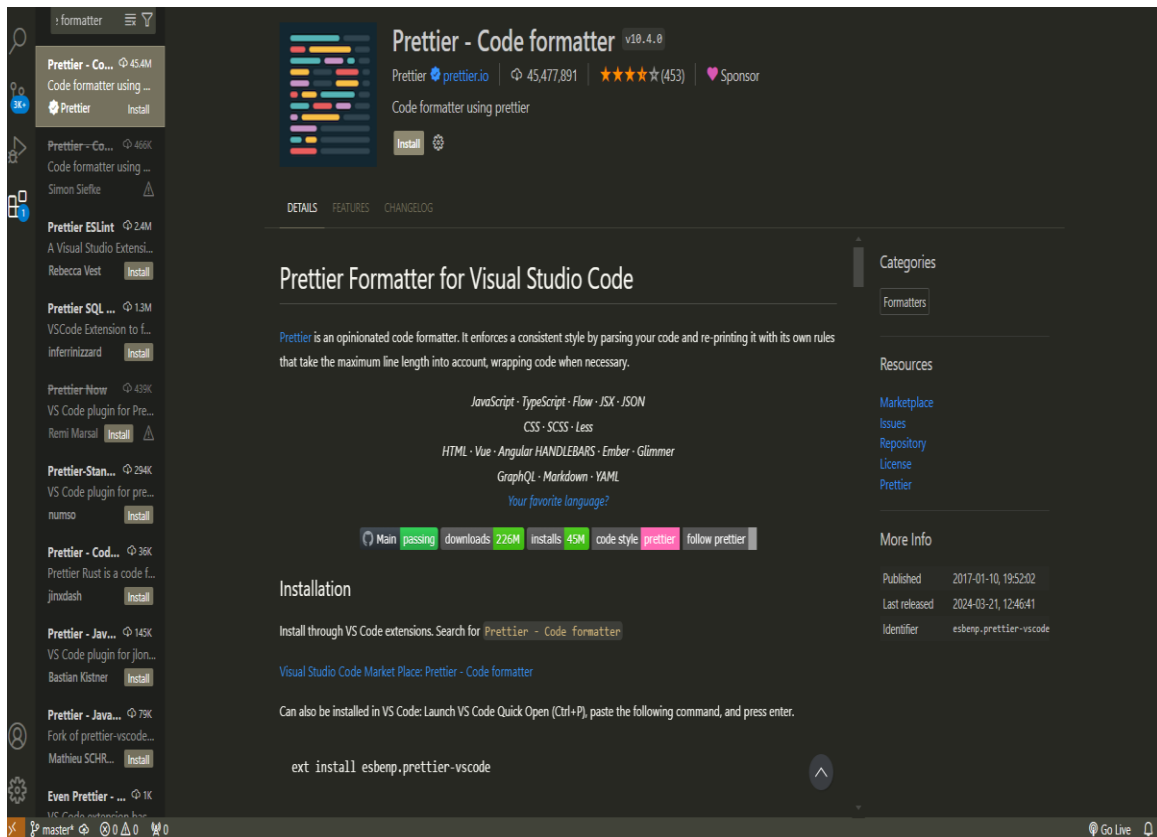 : formatter
Prettier - Co... 45.4M
Code formatter using ...
Prettier Install
3K+
Prettier - Co... 466K
Code formatter using ...
Simon Siefke
1
Prettier ESLint 2.4M
A Visual Studio Extensi...
Rebecca Vest Install
Prettier SQL ... 1.3M
VSCode Extension to f...
inferrinizzard Install
Prettier Now 439K
VS Code plugin for Pre...
Remi Marsal Install
Prettier-Stan... 294K
VS Code plugin for pre...
numso Install
Prettier - Cod... 36K
Prettier Rust is a code f...
jinxdash Install
Prettier - Jav... 145K
VS Code plugin for jlon...
Bastian Kistner Install
Prettier - Java... 79K
Fork of prettier-vscode...
Mathieu SCHR... Install
Even Prettier - ... 1K
VS Code extension has
Prettier - Code formatter v10.4.0
Prettier prettier.io 45,477,891 (453) Sponsor
Code formatter using prettier
Install
DETAILS FEATURES CHANGELOG
Prettier Formatter for Visual Studio Code
Prettier is an opinionated code formatter. It enforces a consistent style by parsing your code and re-printing it with its own rules
that take the maximum line length into account, wrapping code when necessary.
JavaScript · TypeScript · Flow · JSX · JSON
CSS · SCSS · Less
HTML · Vue · Angular HANDLEBARS · Ember · Glimmer
GraphQL · Markdown · YAML
Your favorite language?
Main passing downloads 226M installs 45M code style prettier follow prettier
Installation
Install through VS Code extensions. Search for Prettier - Code formatter
Visual Studio Code Market Place: Prettier - Code formatter
Can also be installed in VS Code: Launch VS Code Quick Open (Ctrl+P), paste the following command, and press enter.
ext install esbenp.prettier-vscode
Categories
Formatters
Resources
Marketplace
Issues
Repository
License
Prettier
More Info
Published 2017-01-10, 19:52:02
Last released 2024-03-21, 12:46:41
Identifier esbenp.prettier-vscode
master* 0 0 0 Go Live